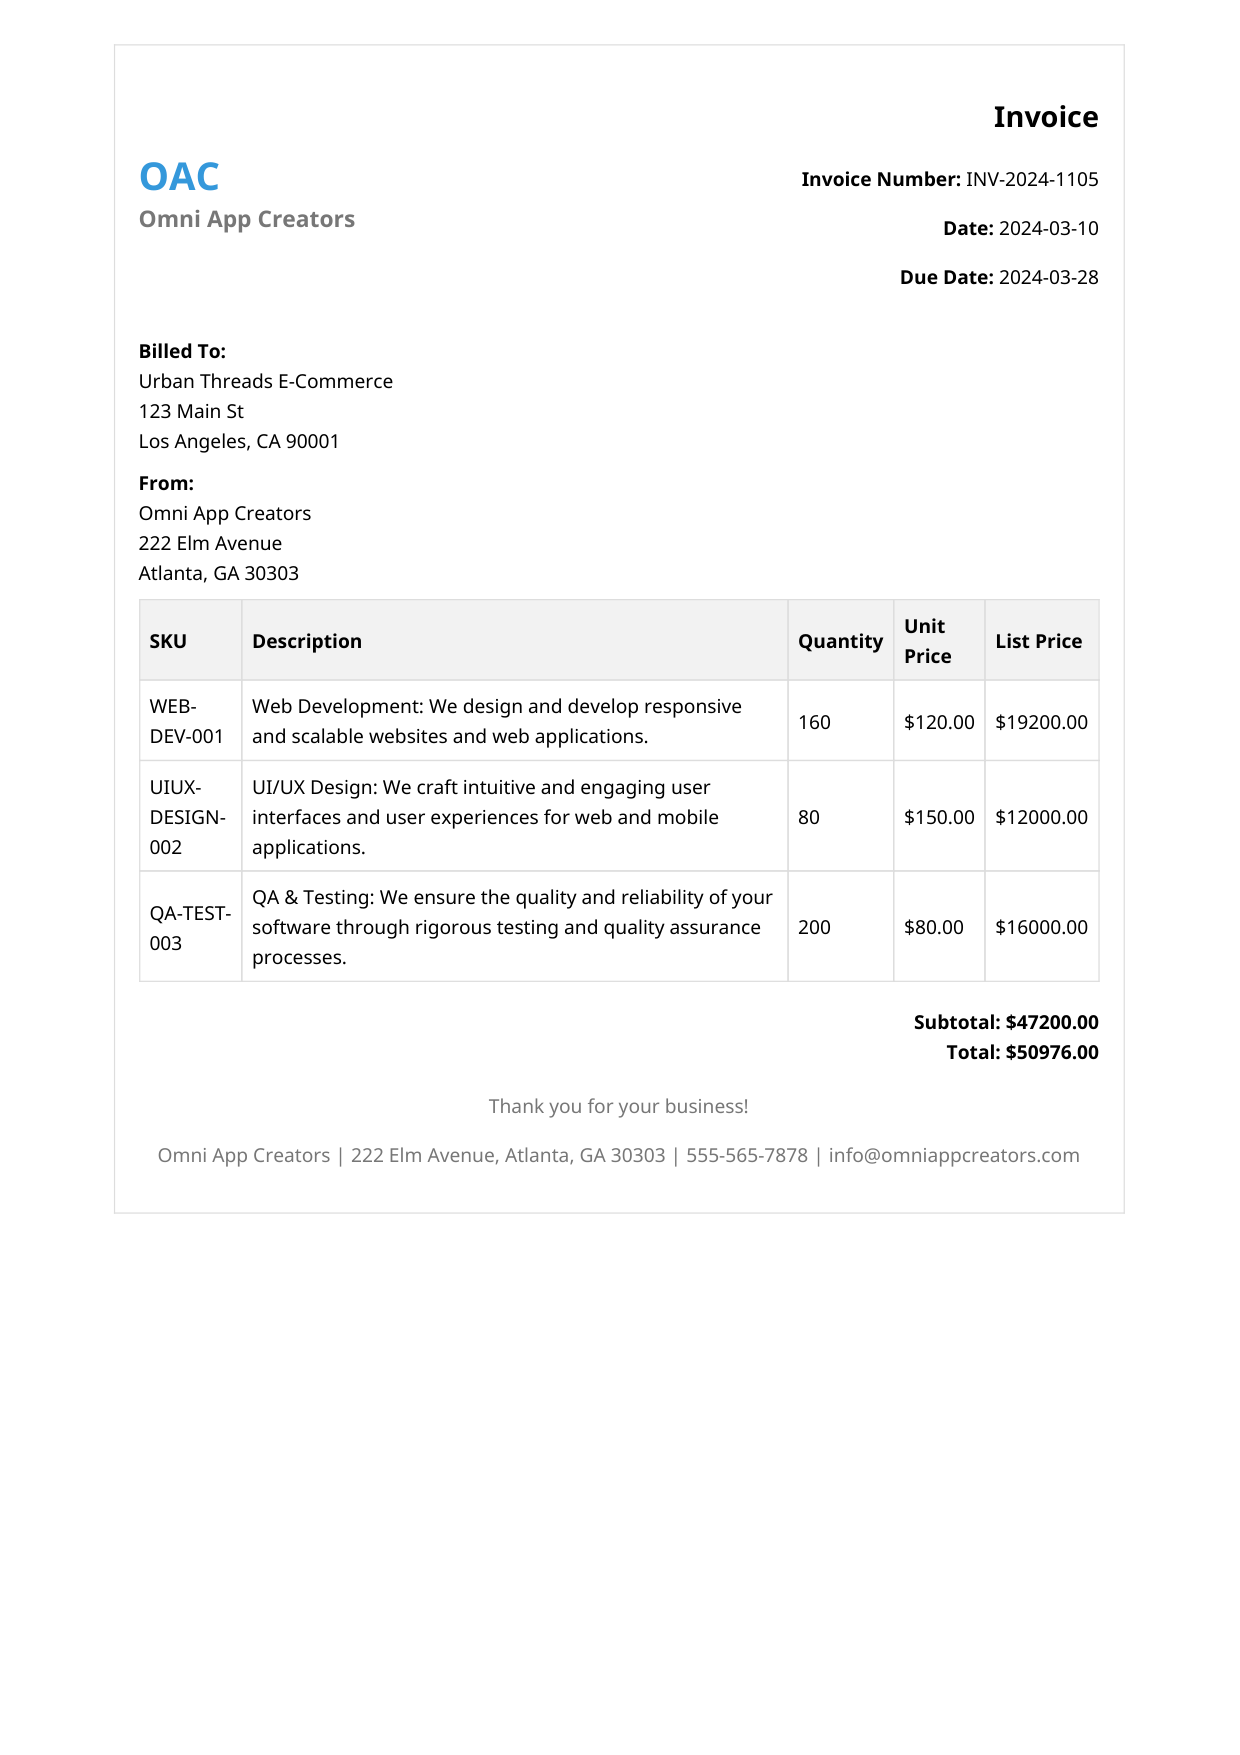 Invoice
OAC
Omni App Creators
Invoice Number: INV-2024-1105
Date: 2024-03-10
Due Date: 2024-03-28
Billed To:
Urban Threads E-Commerce
123 Main St
Los Angeles, CA 90001
From:
Omni App Creators
222 Elm Avenue
Atlanta, GA 30303
SKU Description Quantity Unit Price List Price
WEB-
DEV-001
Web Development: We design and develop responsive
and scalable websites and web applications.
160 $120.00 $19200.00
UIUX-
DESIGN-
002
UI/UX Design: We craft intuitive and engaging user
interfaces and user experiences for web and mobile
applications.
80 $150.00 $12000.00
QA-TEST-
003
QA & Testing: We ensure the quality and reliability of your
software through rigorous testing and quality assurance
processes.
200 $80.00 $16000.00
Subtotal: $47200.00
Total: $50976.00
Thank you for your business!
Omni App Creators | 222 Elm Avenue, Atlanta, GA 30303 | 555-565-7878 | info@omniappcreators.com